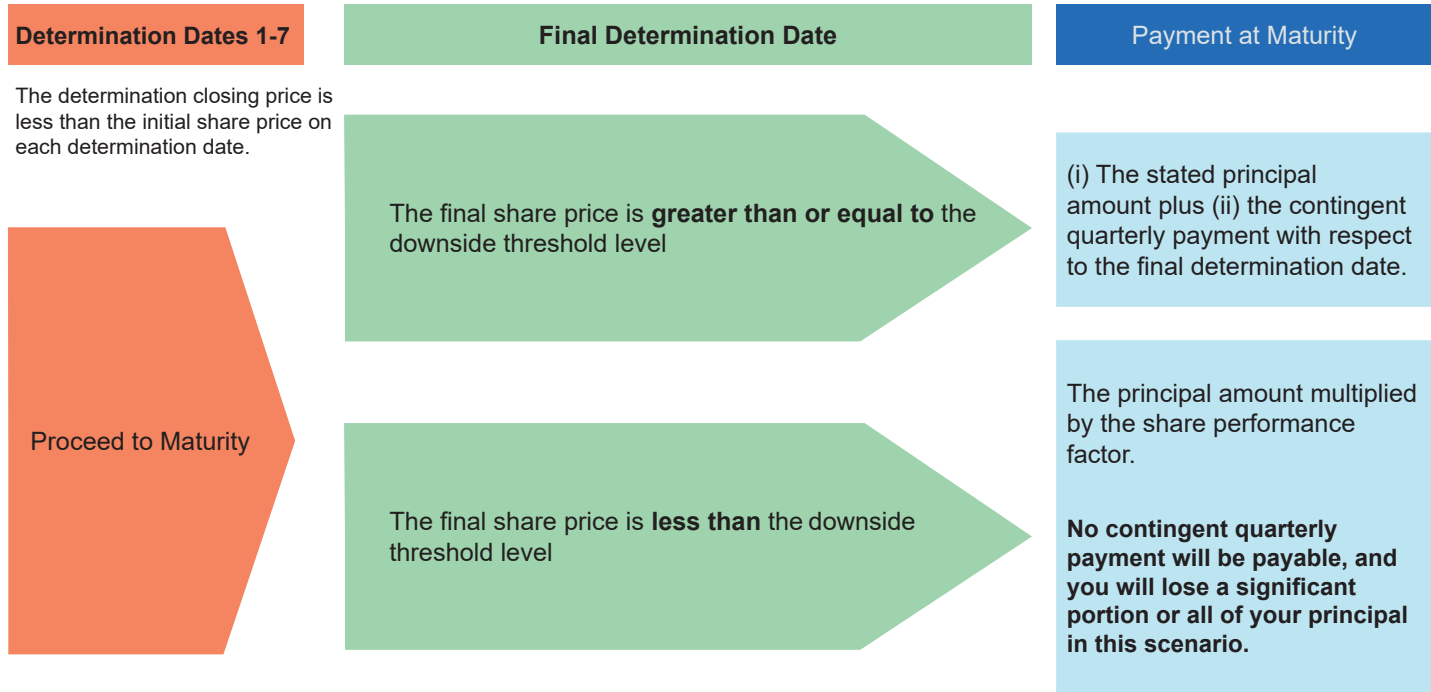 Determination Dates 1-7
Final Determination Date
Payment at Maturity
The determination closing price is
less than the initial share price on
each determination date.
Proceed to Maturity
The final share price is greater than or equal to the
downside threshold level
(i) The stated principal
amount plus (ii) the contingent
quarterly payment with respect
to the final determination date.
The final share price is less than the downside
threshold level
The principal amount multiplied
by the share performance
factor.
No contingent quarterly
payment will be payable, and
you will lose a significant
portion or all of your principal
in this scenario.